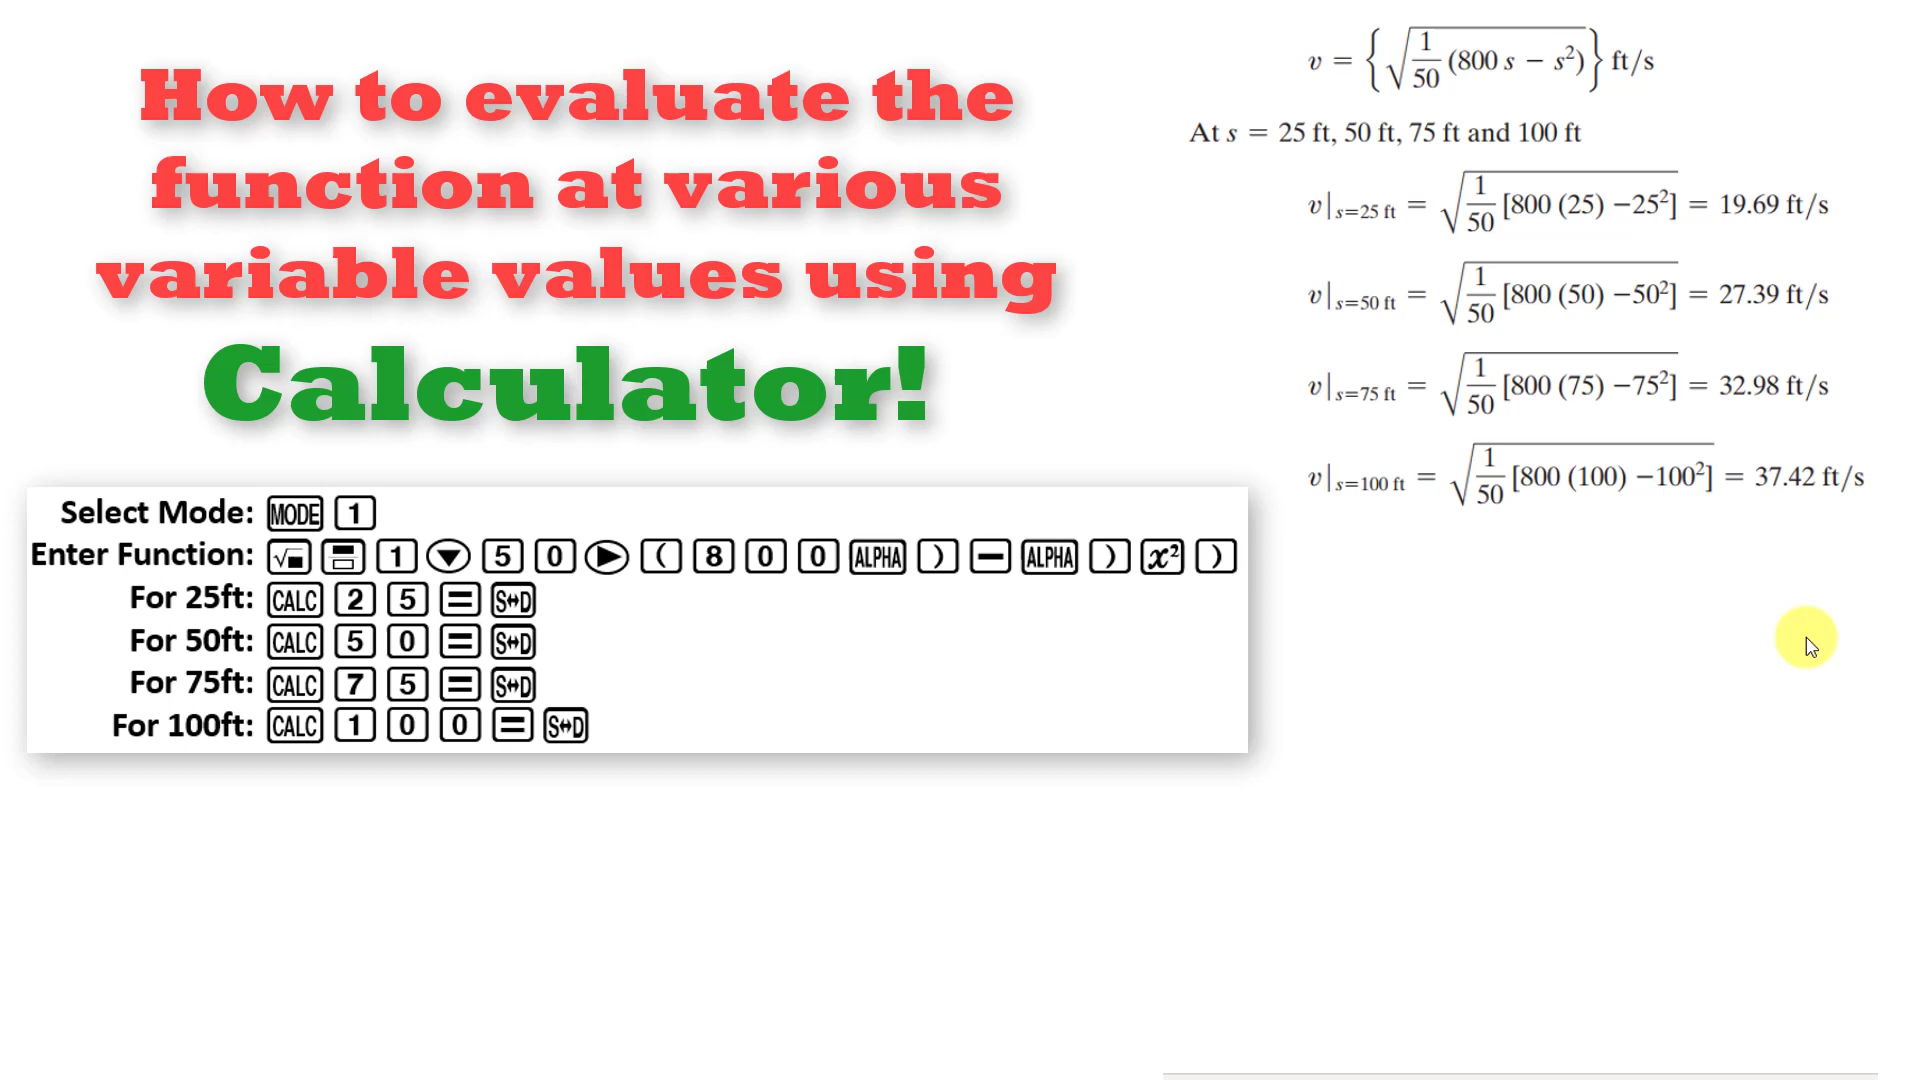 How to evaluate the
function at various
variable values using
Calculator!
Select Mode: MODE 1
Enter Function: √■ 1 ▼ 5 0 ▶ ( 8 0 0 ALPHA ) − ALPHA ) x² )
For 25ft: CALC 2 5 = S⇔D
For 50ft: CALC 5 0 = S⇔D
For 75ft: CALC 7 5 = S⇔D
For 100ft: CALC 1 0 0 = S⇔D
v = {√(1/50 (800 s − s²)} ft/s
At s = 25 ft, 50 ft, 75 ft and 100 ft
v|s=25 ft = √1/50 [800 (25) −25²] = 19.69 ft/s
v|s=50 ft = √1/50 [800 (50) −50²] = 27.39 ft/s
v|s=75 ft = √1/50 [800 (75) −75²] = 32.98 ft/s
v|s=100 ft = √1/50 [800 (100) −100²] = 37.42 ft/s